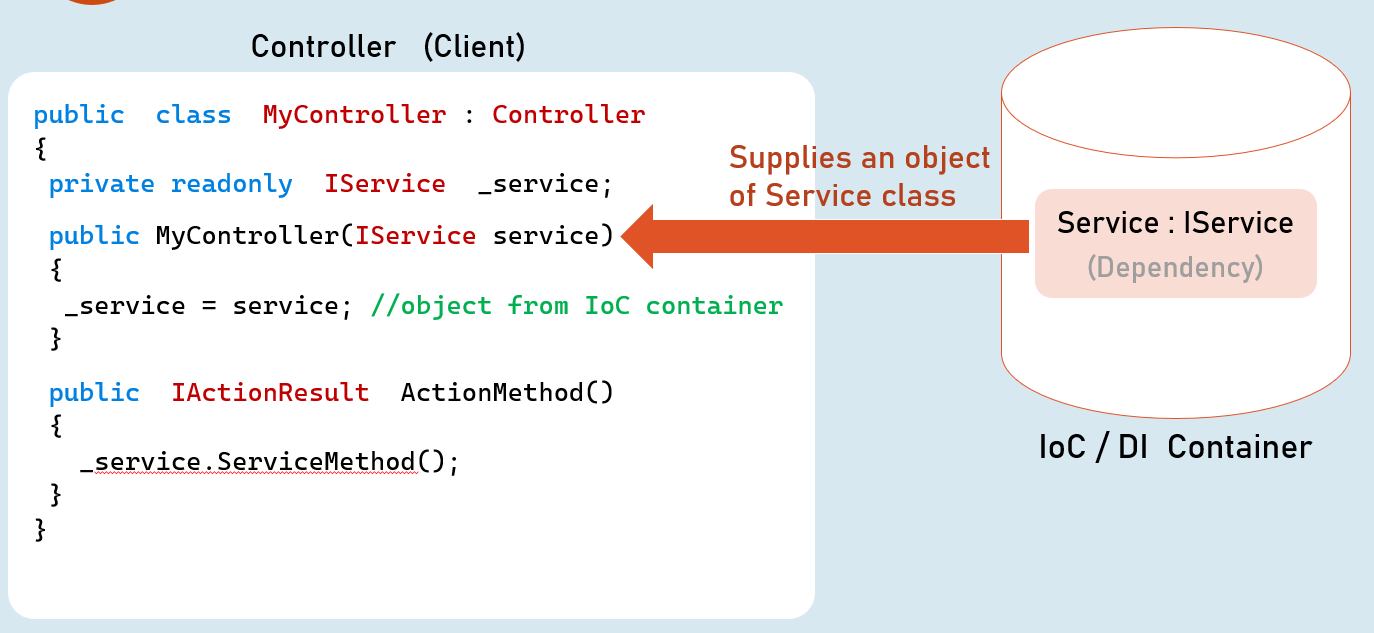 Controller (Client)
public class MyController : Controller
{
private readonly IService _service;
public MyController(IService service)
{
_service = service; //object from IoC container
}
public IActionResult ActionMethod()
{
_service.ServiceMethod();
}
}
Supplies an object
of Service class
Service : IService
(Dependency)
IoC / DI Container